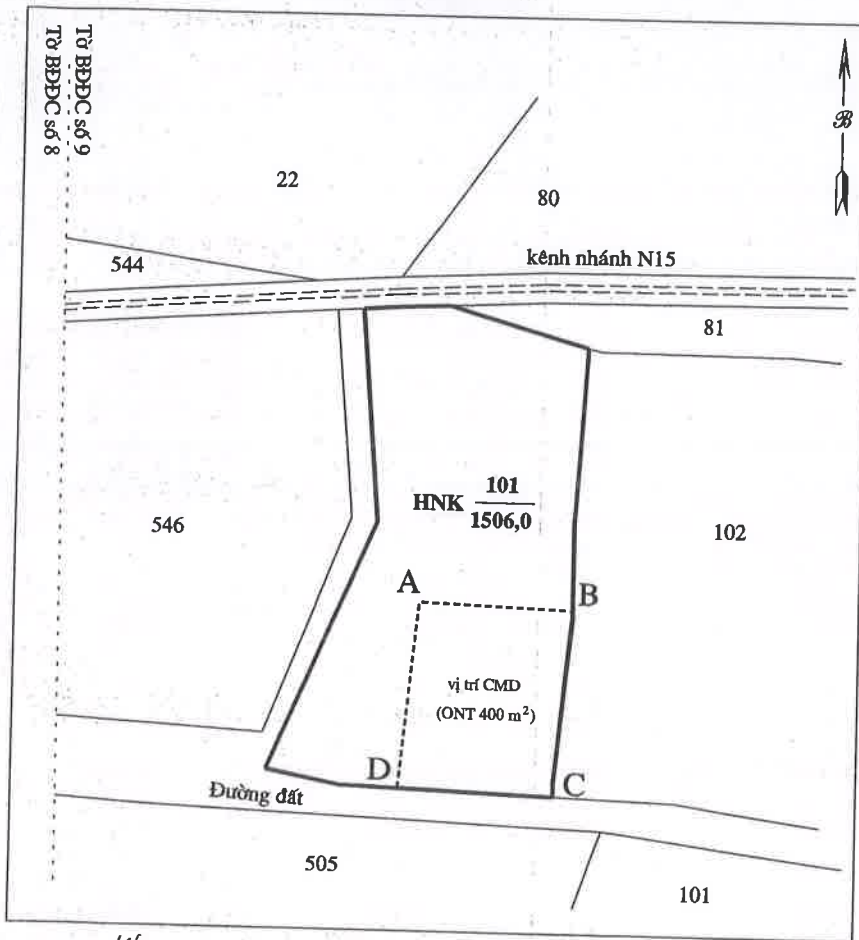 Tờ BĐĐC số 9
Tờ BĐĐC số 8
B
22
80
544
kênh nhánh N15
81
HNK 101
1506,0
546
102
A
B
vị trí CMD
(ONT 400 m²)
D
C
Đường đất
505
101